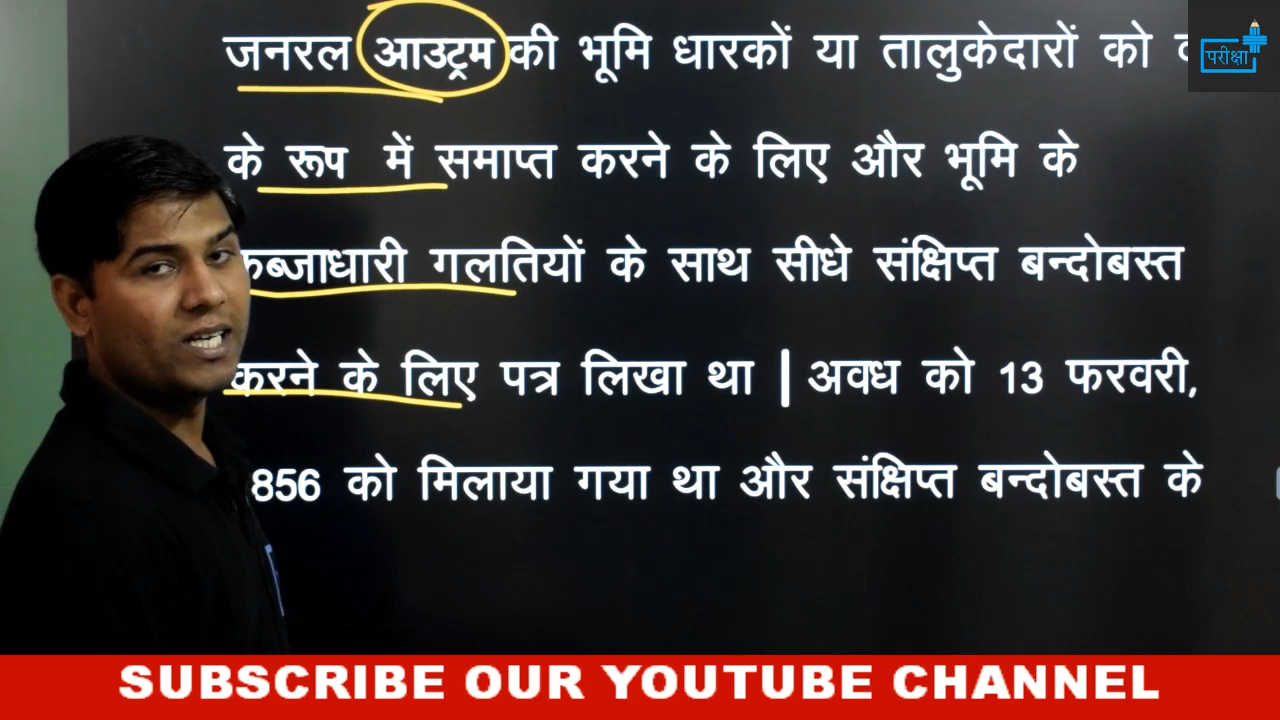 जनरल आउट्रम की भूमि धारकों या तालुकेदारों को
के रूप में समाप्त करने के लिए और भूमि के
कब्जाधारी गलतियों के साथ सीधे संक्षिप्त बन्दोबस्त
करने के लिए पत्र लिखा था | अवध को 13 फरवरी,
856 को मिलाया गया था और संक्षिप्त बन्दोबस्त के
परीक्षा
SUBSCRIBE OUR YOUTUBE CHANNEL